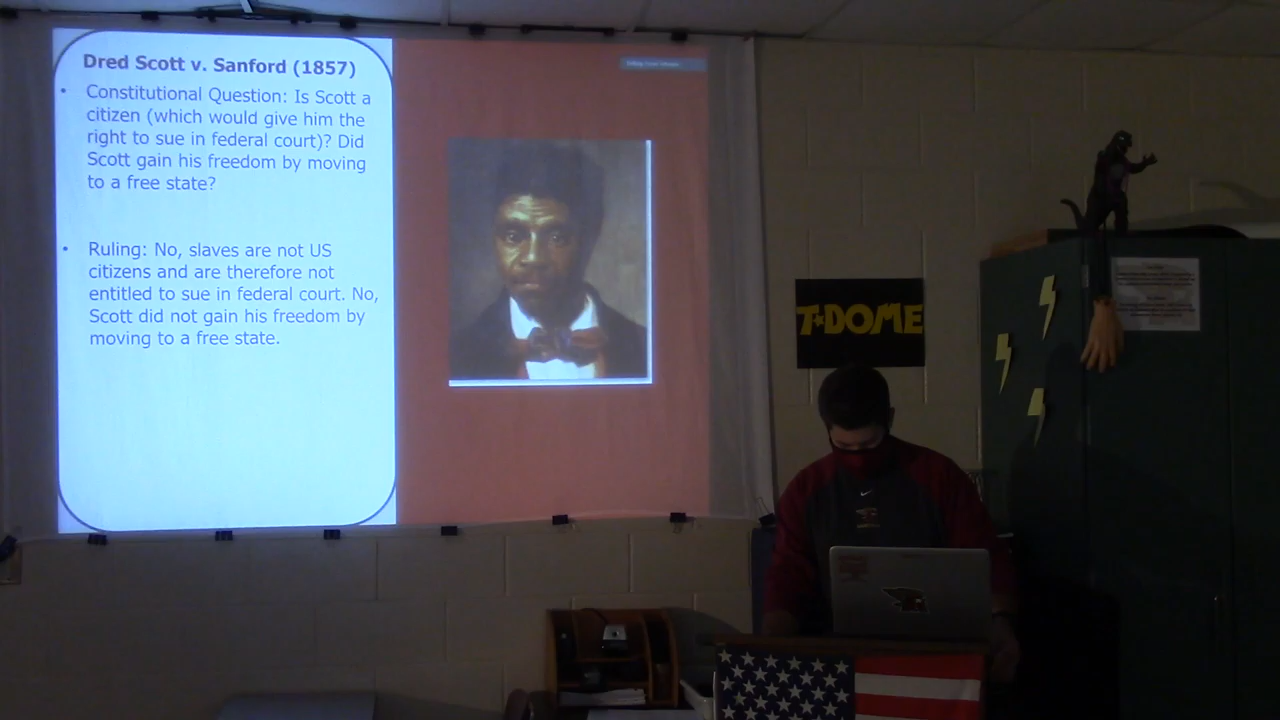 Dred Scott v. Sanford (1857)
• Constitutional Question: Is Scott a
citizen (which would give him the
right to sue in federal court)? Did
Scott gain his freedom by moving
to a free state?
• Ruling: No, slaves are not US
citizens and are therefore not
entitled to sue in federal court. No,
Scott did not gain his freedom by
moving to a free state.
T★DOME